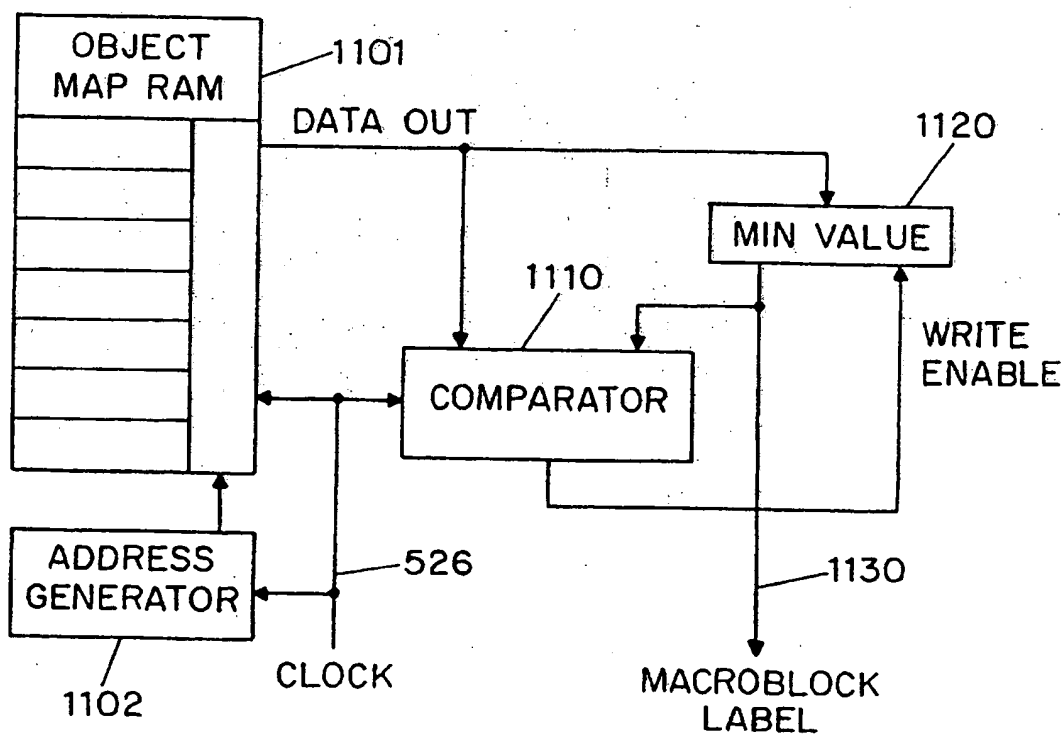 OBJECT
MAP RAM
1101
DATA OUT
1120
MIN VALUE
1110
WRITE
ENABLE
COMPARATOR
ADDRESS
GENERATOR
526
1130
CLOCK
1102
MACROBLOCK
LABEL